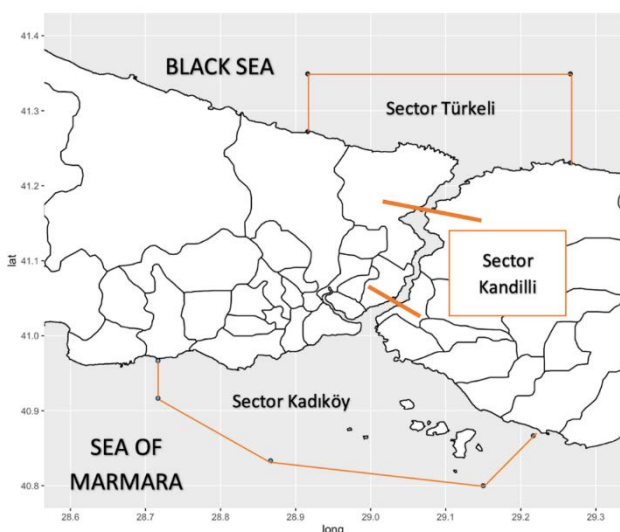 41.4
BLACK SEA
41.3
Sector Türkeli
41.2
lat
41.1
Sector
Kandilli
41.0
40.9
Sector Kadıköy
SEA OF
MARMARA
40.8
28.6 28.7 28.8 28.9 29.0 29.1 29.2 29.3
long